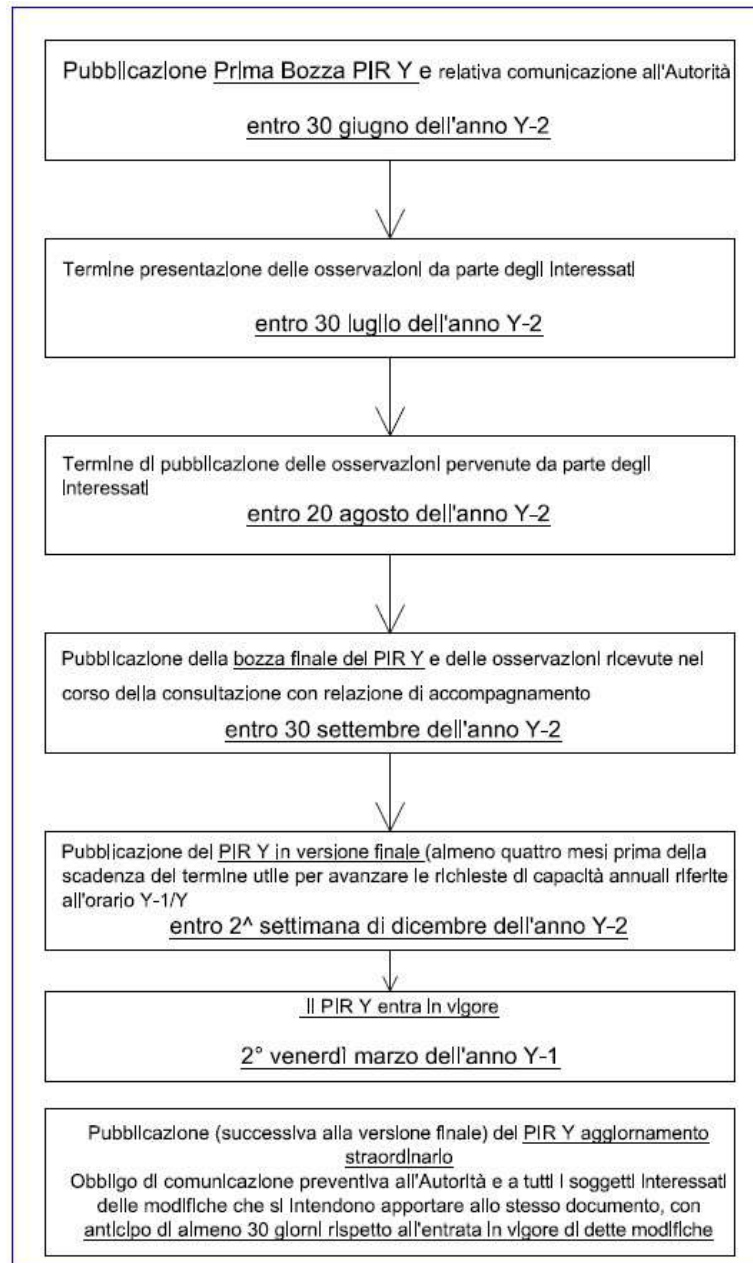 Pubblicazione Prima Bozza PIR Y e relativa comunicazione all'Autorità
entro 30 giugno dell'anno Y-2
Termine presentazione delle osservazioni da parte degli interessati
entro 30 luglio dell'anno Y-2
Termine di pubblicazione delle osservazioni pervenute da parte degli
interessati
entro 20 agosto dell'anno Y-2
Pubblicazione della bozza finale del PIR Y e delle osservazioni ricevute nel
corso della consultazione con relazione di accompagnamento
entro 30 settembre dell'anno Y-2
Pubblicazione del PIR Y in versione finale (almeno quattro mesi prima della
scadenza del termine utile per avanzare le richieste di capacità annuali riferite
all'orario Y-1/Y
entro 2^ settimana di dicembre dell'anno Y-2
Il PIR Y entra in vigore
2° venerdì marzo dell'anno Y-1
Pubblicazione (successiva alla versione finale) del PIR Y aggiornamento
straordinario
Obbligo di comunicazione preventiva all'Autorità e a tutti i soggetti interessati
delle modifiche che si intendono apportare allo stesso documento, con
anticipo di almeno 30 giorni rispetto all'entrata in vigore di dette modifiche